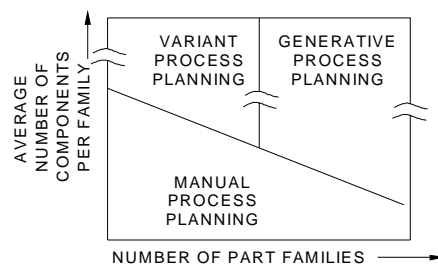 VARIANT
PROCESS
PLANNING
GENERATIVE
PROCESS
PLANNING
AVERAGE
NUMBER OF
COMPONENTS
PER FAMILY
MANUAL
PROCESS
PLANNING
NUMBER OF PART FAMILIES